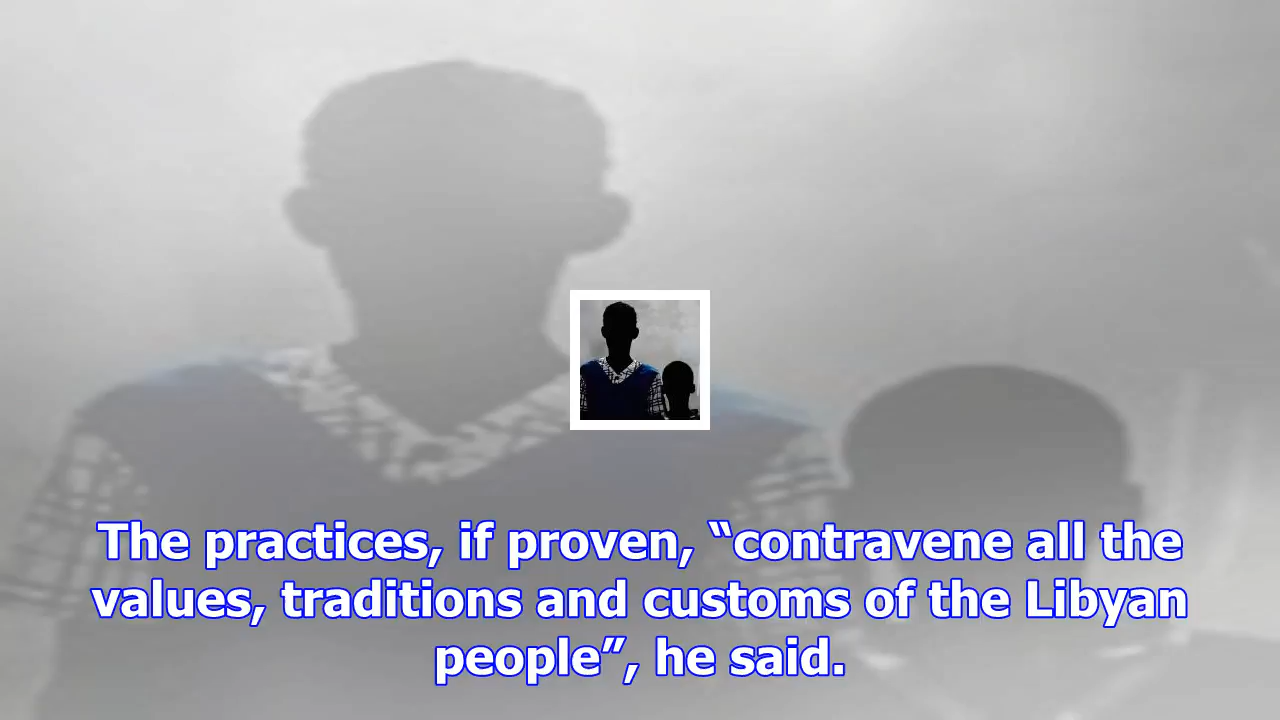 The practices, if proven, “contravene all the
values, traditions and customs of the Libyan
people”, he said.